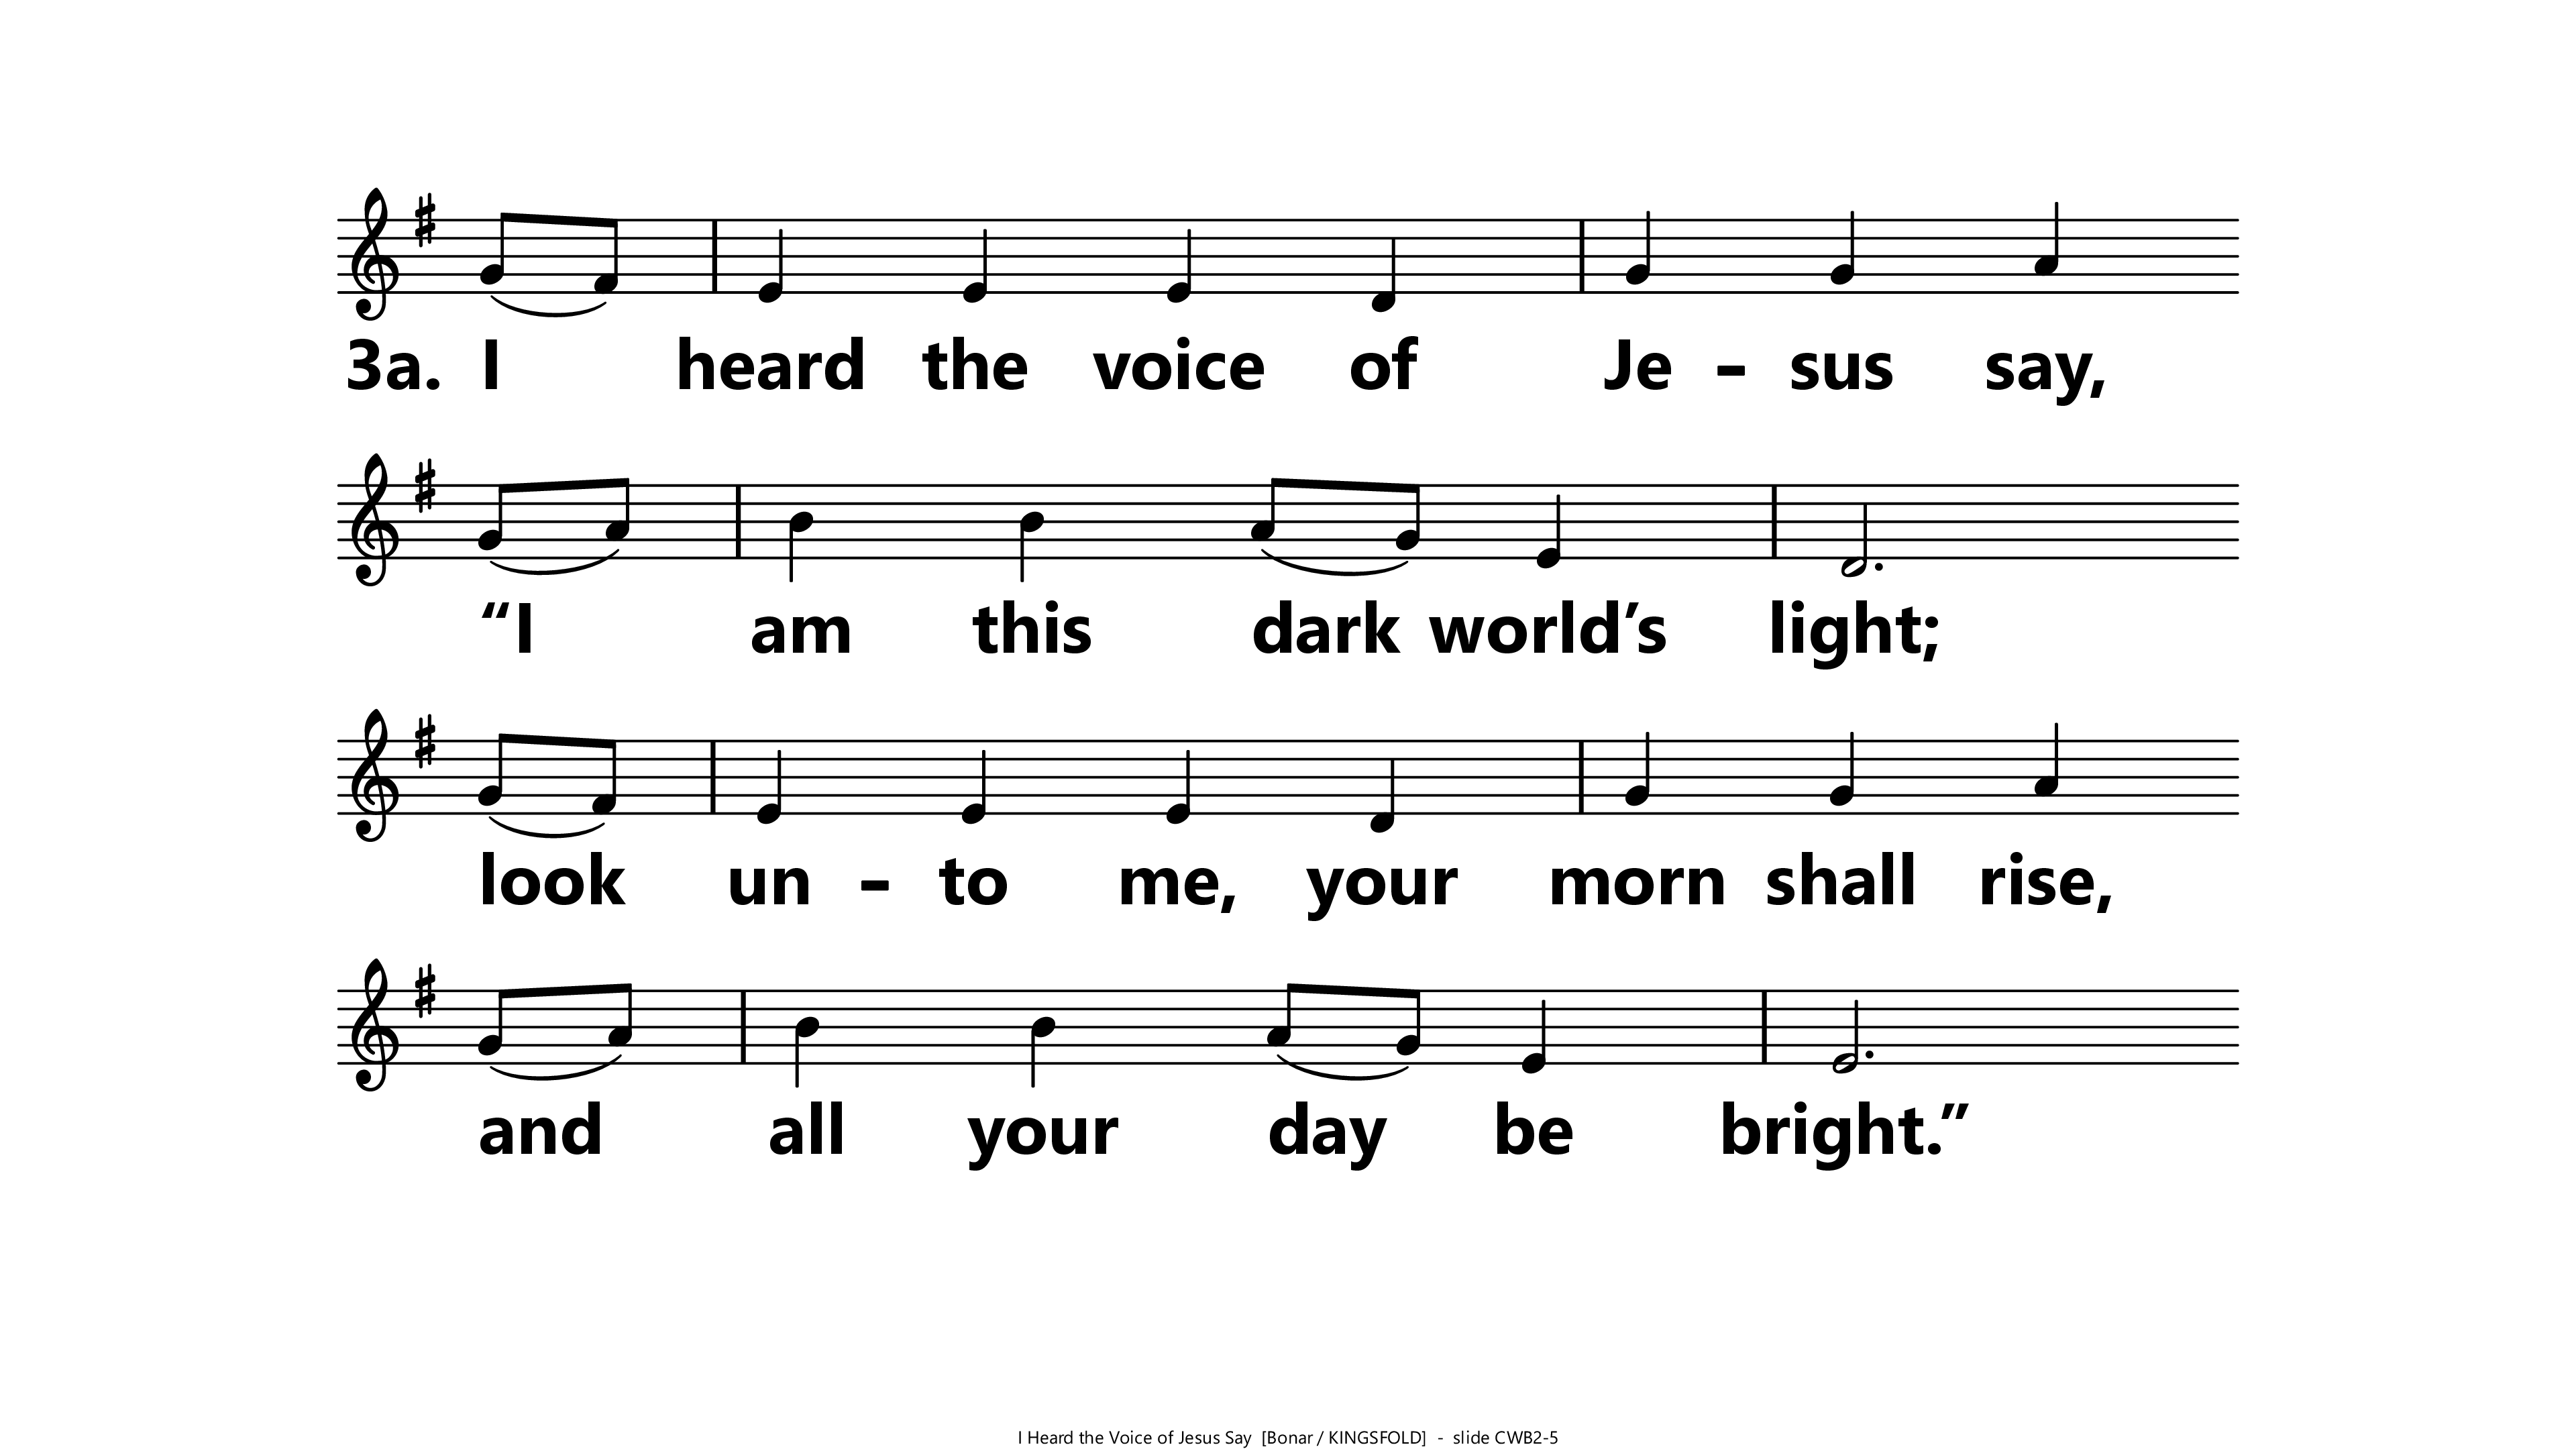 3a. I heard the voice of Je - sus say,
“I am this dark world’s light;
look un - to me, your morn shall rise,
and all your day be bright.”
I Heard the Voice of Jesus Say [Bonar / KINGSFOLD] - slide CWB2-5